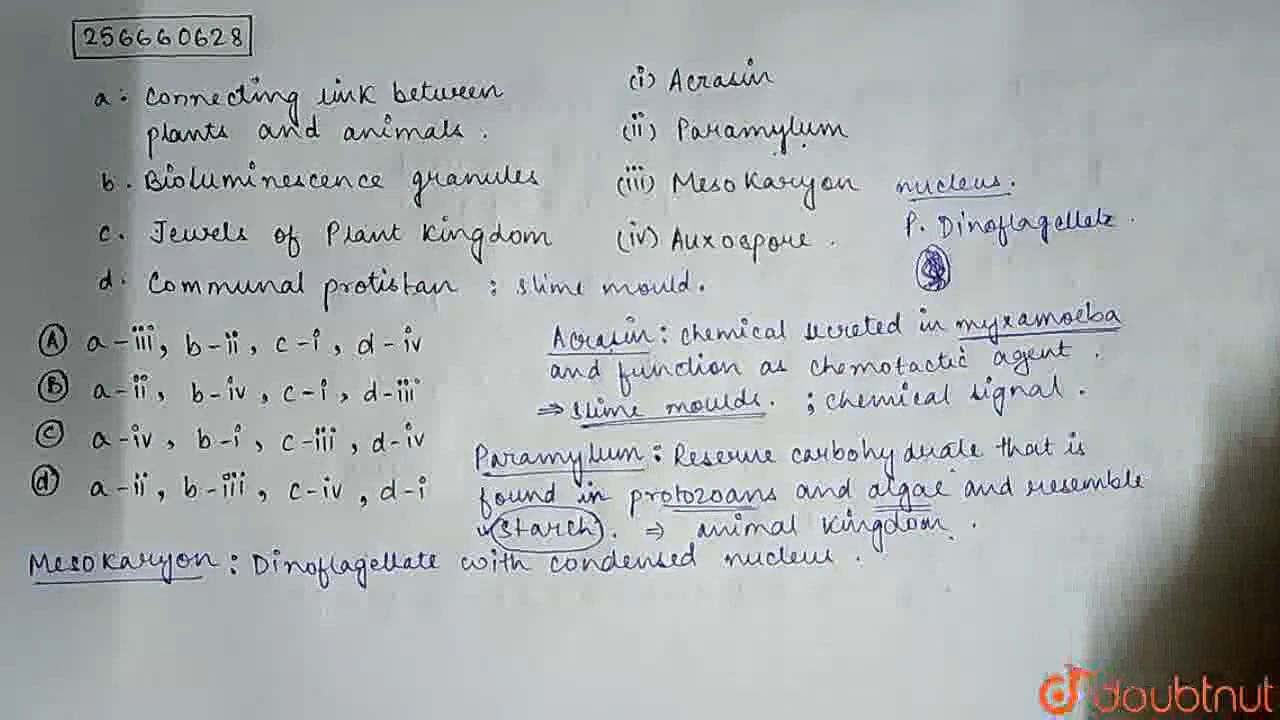 256660628
a: Connecting link between
plants and animals.
(i) Acrasin
(ii) Paramylum
b. Bioluminescence granules
(iii) Mesokaryon nucleus.
c. Jewels of Plant Kingdom
(iv) Auxospore.
P. Dinoflagellate.
d. Communal protistan : slime mould.
(A) a-iii, b-ii, c-i, d-iv
(B) a-ii, b-iv, c-i, d-iii
(C) a-iv, b-i, c-iii, d-iv
(d) a-ii, b-iii, c-iv, d-i
Acrasin: chemical secreted in myxamoeba
and function as chemotactic agent.
⇒ slime moulds. ; chemical signal.
Paramylum: Reserve carbohydrate that is
found in protozoans and algae and resemble
starch. ⇒ animal kingdom.
Mesokaryon: Dinoflagellate with condensed nucleus.
doubtnut